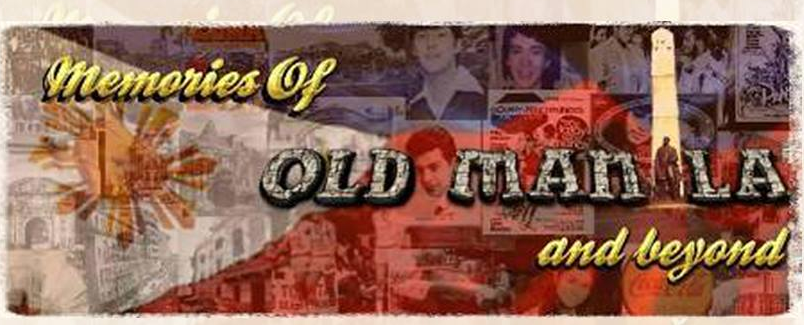 Memories Of
OLD MANILA
and beyond